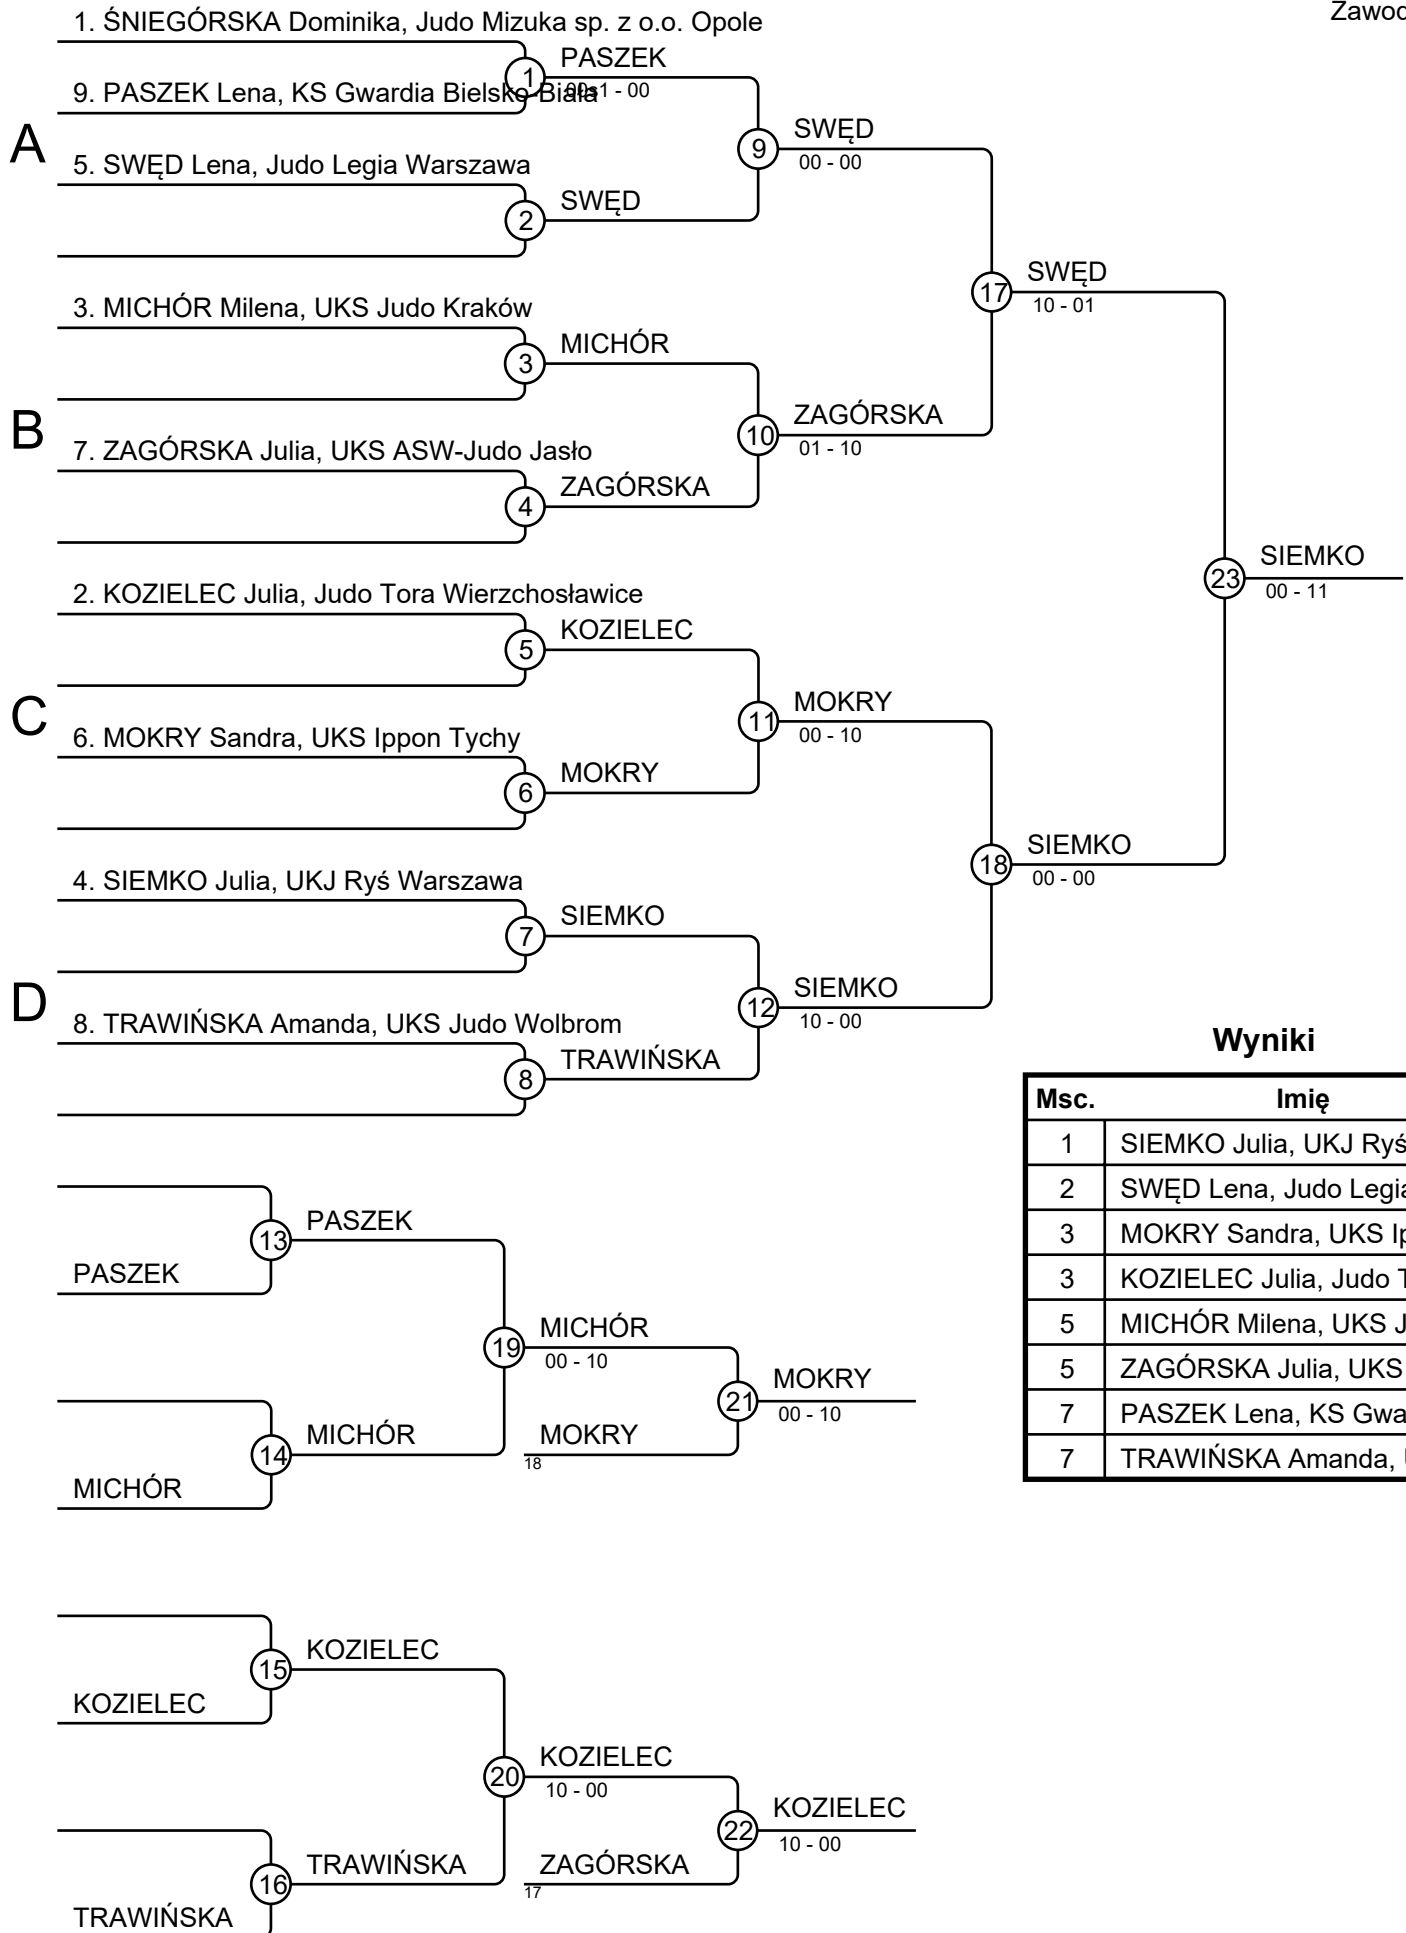 Zawod
1. ŚNIEGÓRSKA Dominika, Judo Mizuka sp. z o.o. Opole
1
PASZEK
9. PASZEK Lena, KS Gwardia Bielsko-Biała
A
9
SWĘD
00 - 00
5. SWĘD Lena, Judo Legia Warszawa
2
SWĘD
17
SWĘD
10 - 01
3. MICHÓR Milena, UKS Judo Kraków
3
MICHÓR
B
10
ZAGÓRSKA
01 - 10
7. ZAGÓRSKA Julia, UKS ASW-Judo Jasło
4
ZAGÓRSKA
23
SIEMKO
00 - 11
2. KOZIELEC Julia, Judo Tora Wierzchosławice
5
KOZIELEC
C
11
MOKRY
00 - 10
6. MOKRY Sandra, UKS Ippon Tychy
6
MOKRY
18
SIEMKO
00 - 00
4. SIEMKO Julia, UKJ Ryś Warszawa
7
SIEMKO
D
12
SIEMKO
10 - 00
8. TRAWIŃSKA Amanda, UKS Judo Wolbrom
8
TRAWIŃSKA
Wyniki
Msc. Imię
1 SIEMKO Julia, UKJ Ryś
2 SWĘD Lena, Judo Legia
3 MOKRY Sandra, UKS Ip
3 KOZIELEC Julia, Judo T
5 MICHÓR Milena, UKS J
5 ZAGÓRSKA Julia, UKS
7 PASZEK Lena, KS Gwa
7 TRAWIŃSKA Amanda, U
13
PASZEK
PASZEK
19
MICHÓR
00 - 10
21
MOKRY
00 - 10
14
MICHÓR
MOKRY
18
MICHÓR
15
KOZIELEC
KOZIELEC
20
KOZIELEC
10 - 00
22
KOZIELEC
10 - 00
16
TRAWIŃSKA
ZAGÓRSKA
17
TRAWIŃSKA